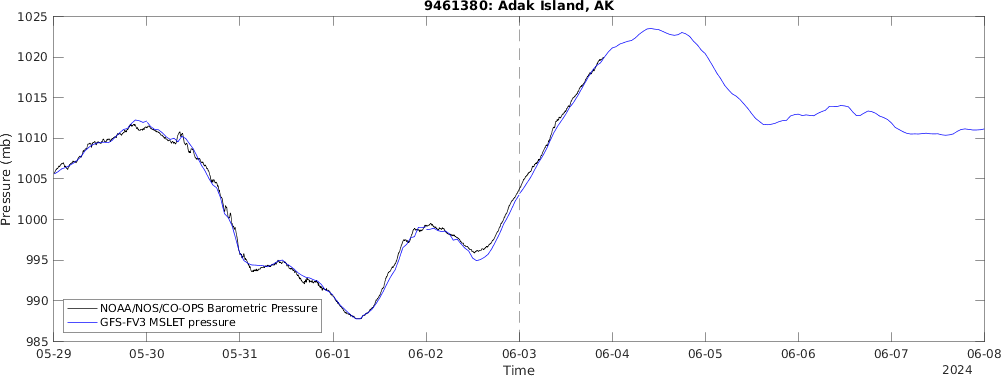 9461380: Adak Island, AK
Pressure (mb)
1025
1020
1015
1010
1005
1000
995
990
985
NOAA/NOS/CO-OPS Barometric Pressure
GFS-FV3 MSLET pressure
05-29 05-30 05-31 06-01 06-02 06-03 06-04 06-05 06-06 06-07 06-08
Time
2024